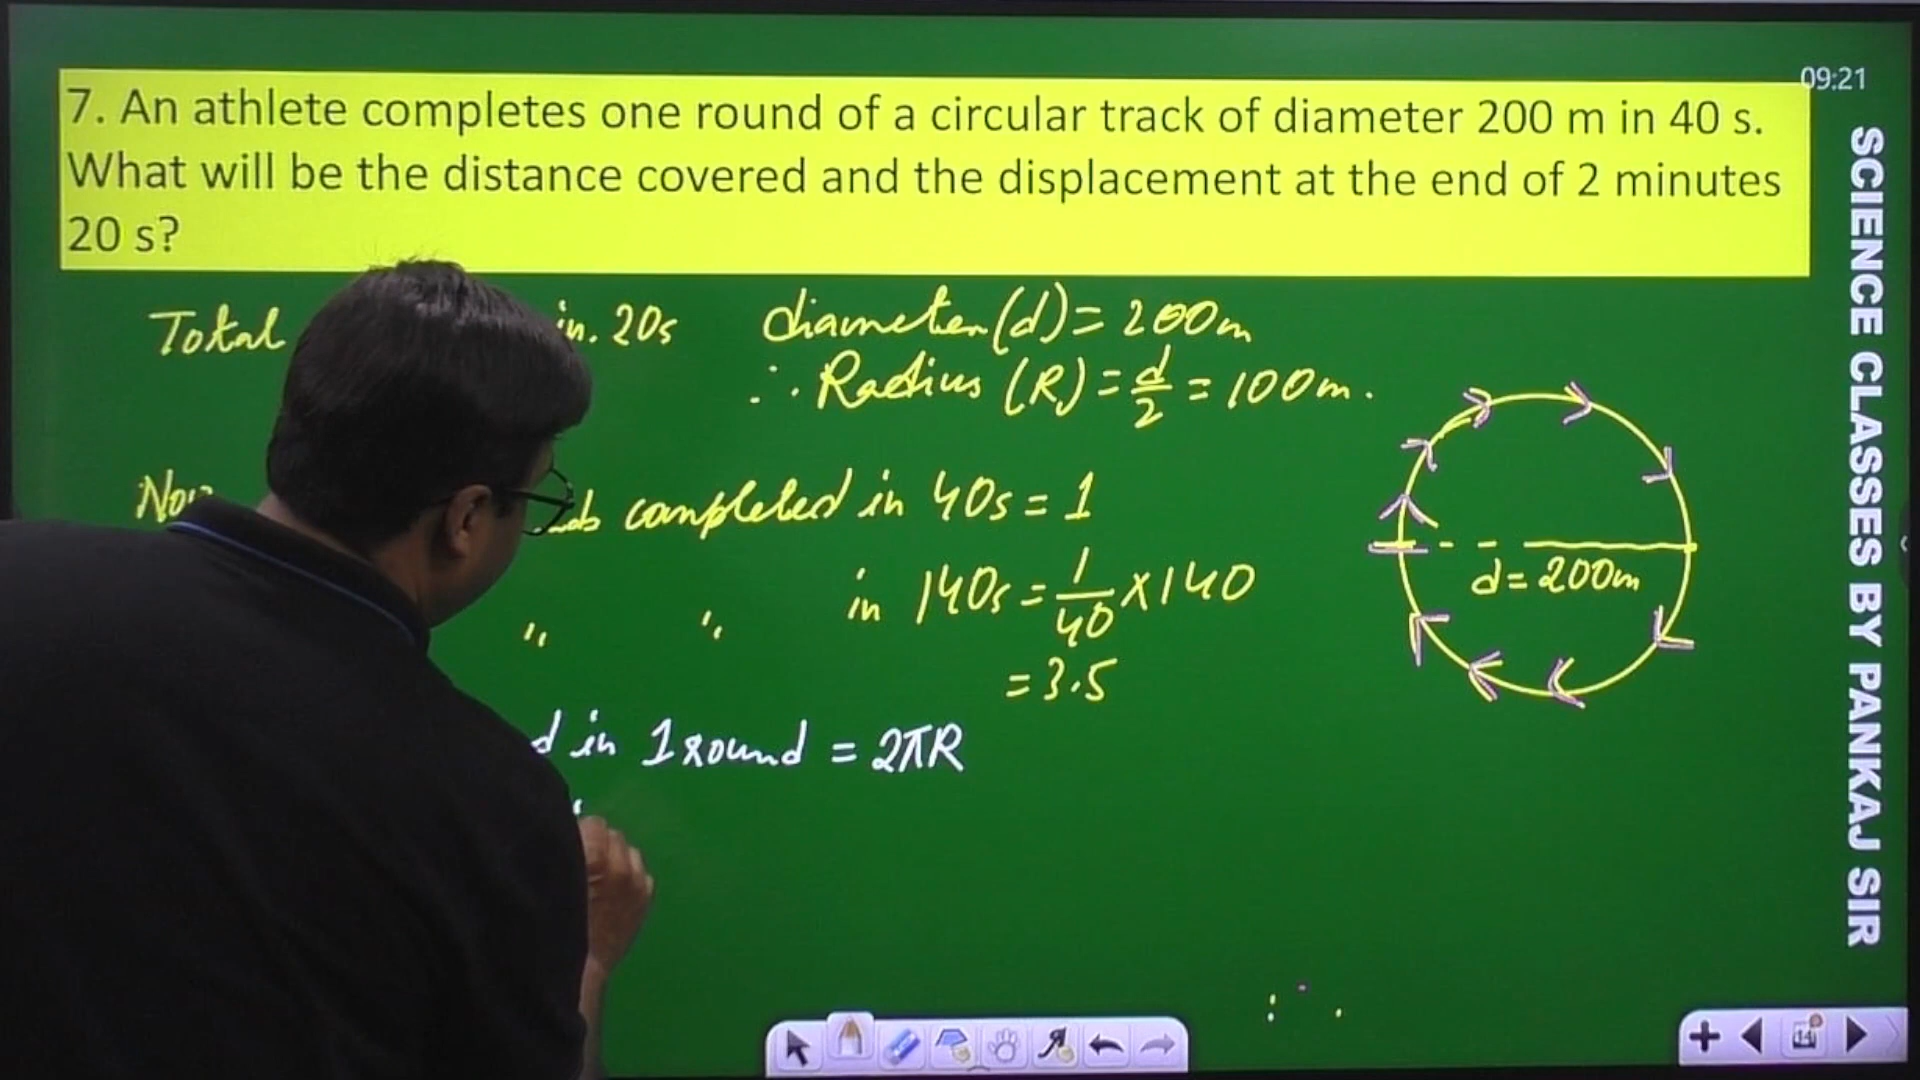 09:21
7. An athlete completes one round of a circular track of diameter 200 m in 40 s.
What will be the distance covered and the displacement at the end of 2 minutes
20 s?
Total in. 20s
diameter (d) = 200m
∴ Radius (R) = d/2 = 100m.
Now completed in 40s = 1
" " in 140s = 1/40 × 140
= 3.5
d = 200m
d in 1 round = 2πR
14
SCIENCE CLASSES BY PANKAJ SIR